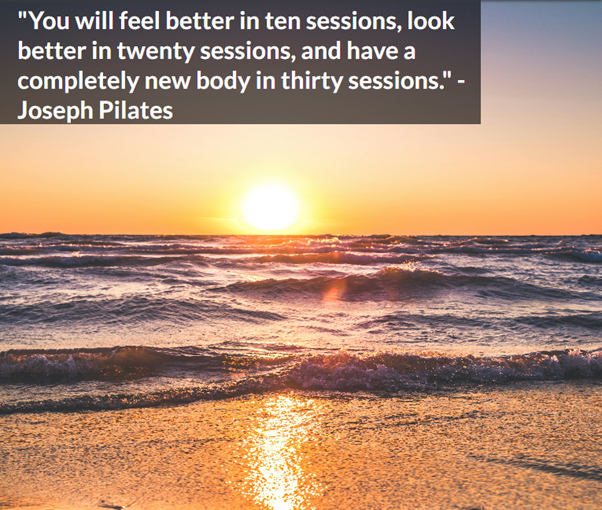 "You will feel better in ten sessions, look
better in twenty sessions, and have a
completely new body in thirty sessions." -
Joseph Pilates